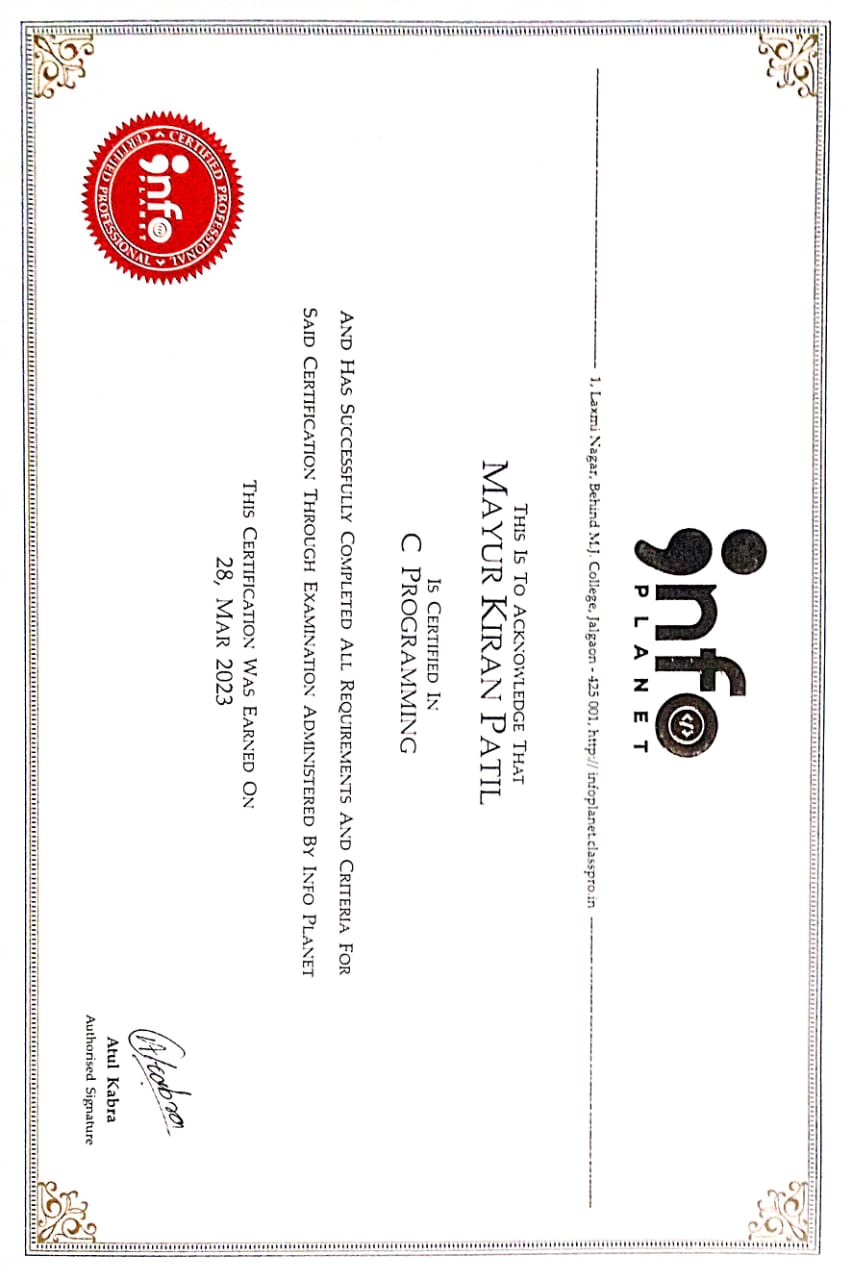 info
PLANET
1, Laxmi Nagar, Behind M.J. College, Jalgaon - 425 001, http:// infoplanet.classpro.in
THIS IS TO ACKNOWLEDGE THAT
MAYUR KIRAN PATIL
IS CERTIFIED IN
C PROGRAMMING
AND HAS SUCCESSFULLY COMPLETED ALL REQUIREMENTS AND CRITERIA FOR
SAID CERTIFICATION THROUGH EXAMINATION ADMINISTERED BY INFO PLANET
THIS CERTIFICATION WAS EARNED ON
28, MAR 2023
CERTIFIED PROFESSIONAL
info
PLANET
CERTIFIED PROFESSIONAL
Atkabra
Atul Kabra
Authorised Signature